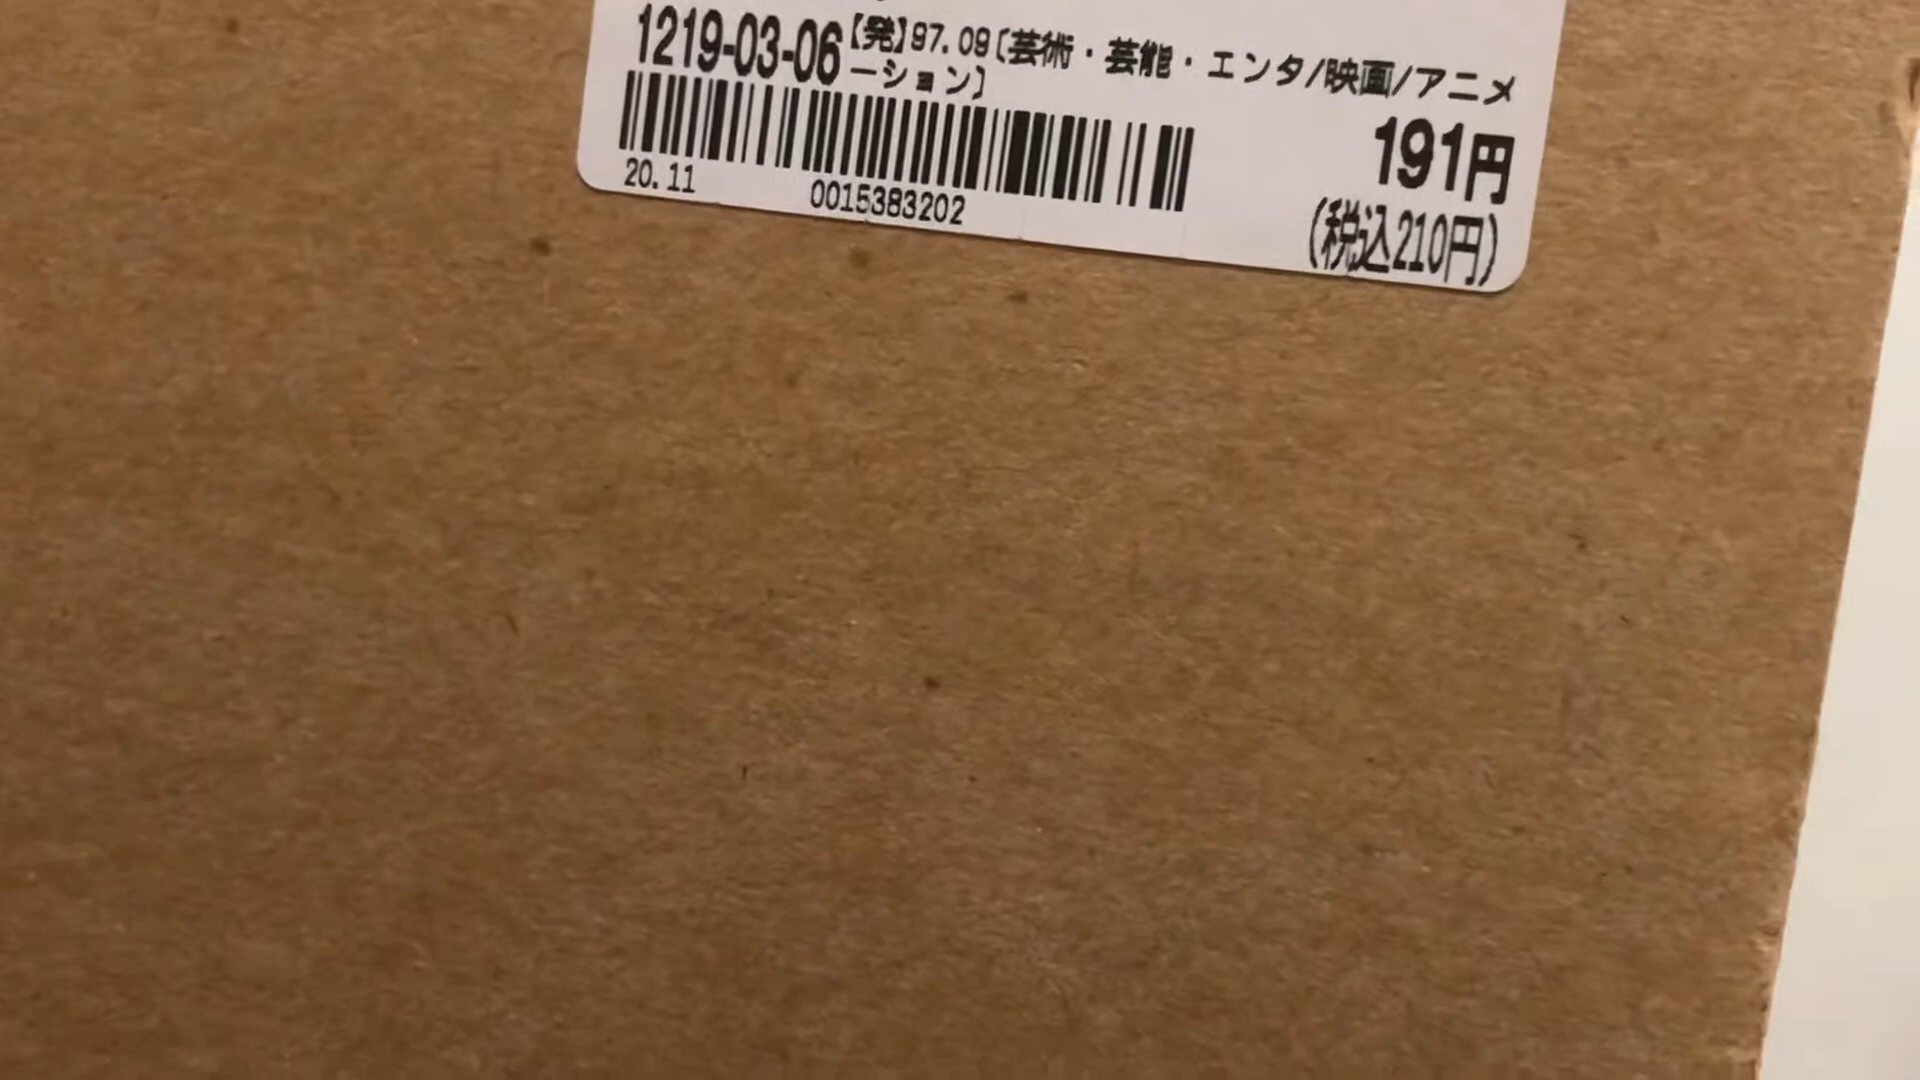 1219-03-06【発】97.09〔芸術・芸能・エンタ/映画/アニメ
ーション〕
191円
20.11
0015383202
(税込210円)